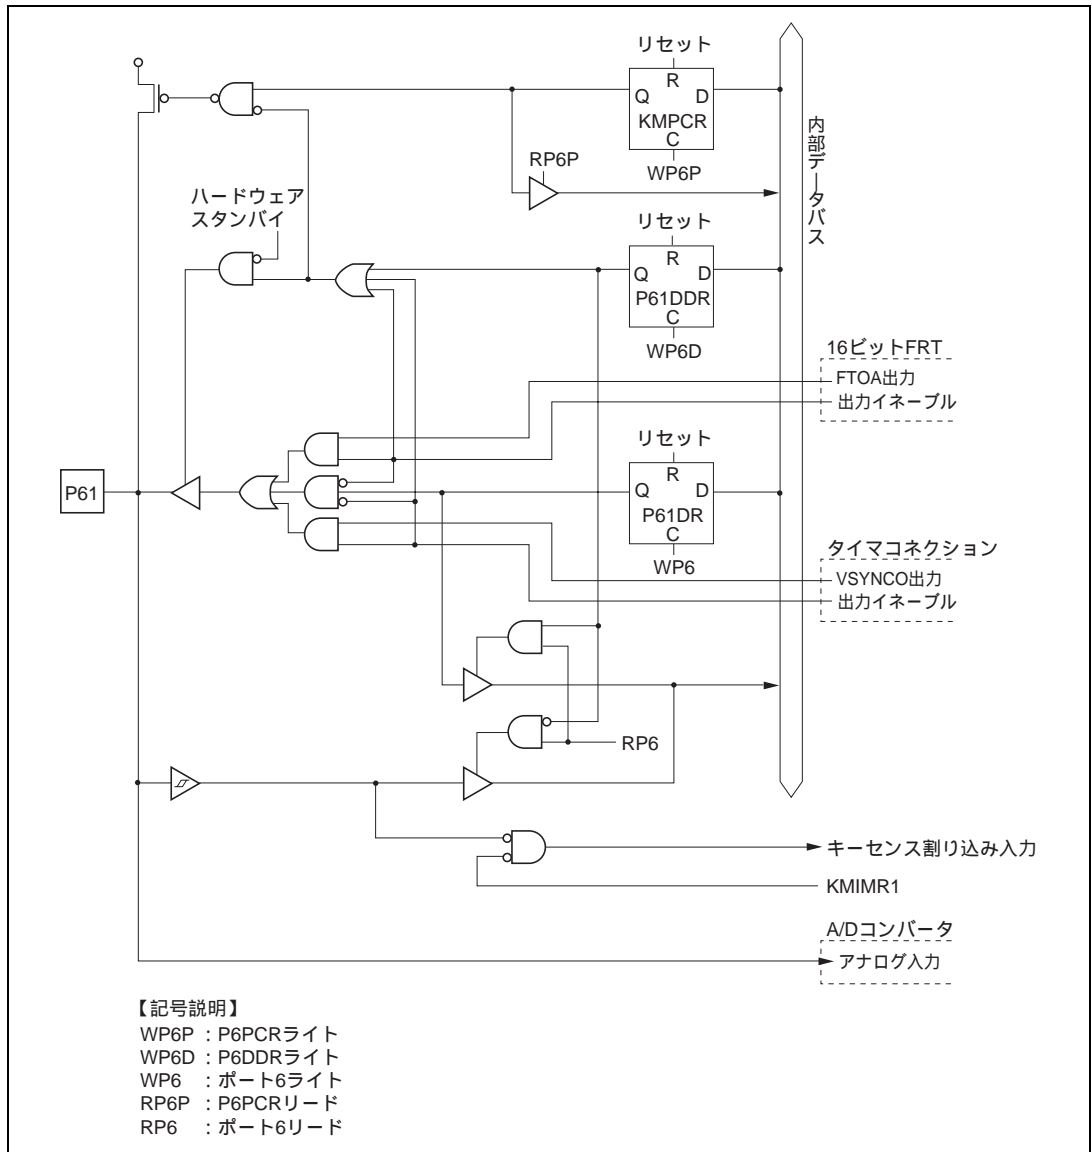 リセット
R
Q D
KMPCR
C
WP6P
RP6P
内部データバス
ハードウェア
スタンバイ
リセット
R
Q D
P61DDR
C
WP6D
16ビットFRT
FTOA出力
出力イネーブル
リセット
R
Q D
P61DR
C
WP6
P61
タイマコネクション
VSYNCO出力
出力イネーブル
RP6
キーセンス割り込み入力
KMIMR1
A/Dコンバータ
アナログ入力
【記号説明】
WP6P : P6PCRライト
WP6D : P6DDRライト
WP6 : ポート6ライト
RP6P : P6PCRリード
RP6 : ポート6リード